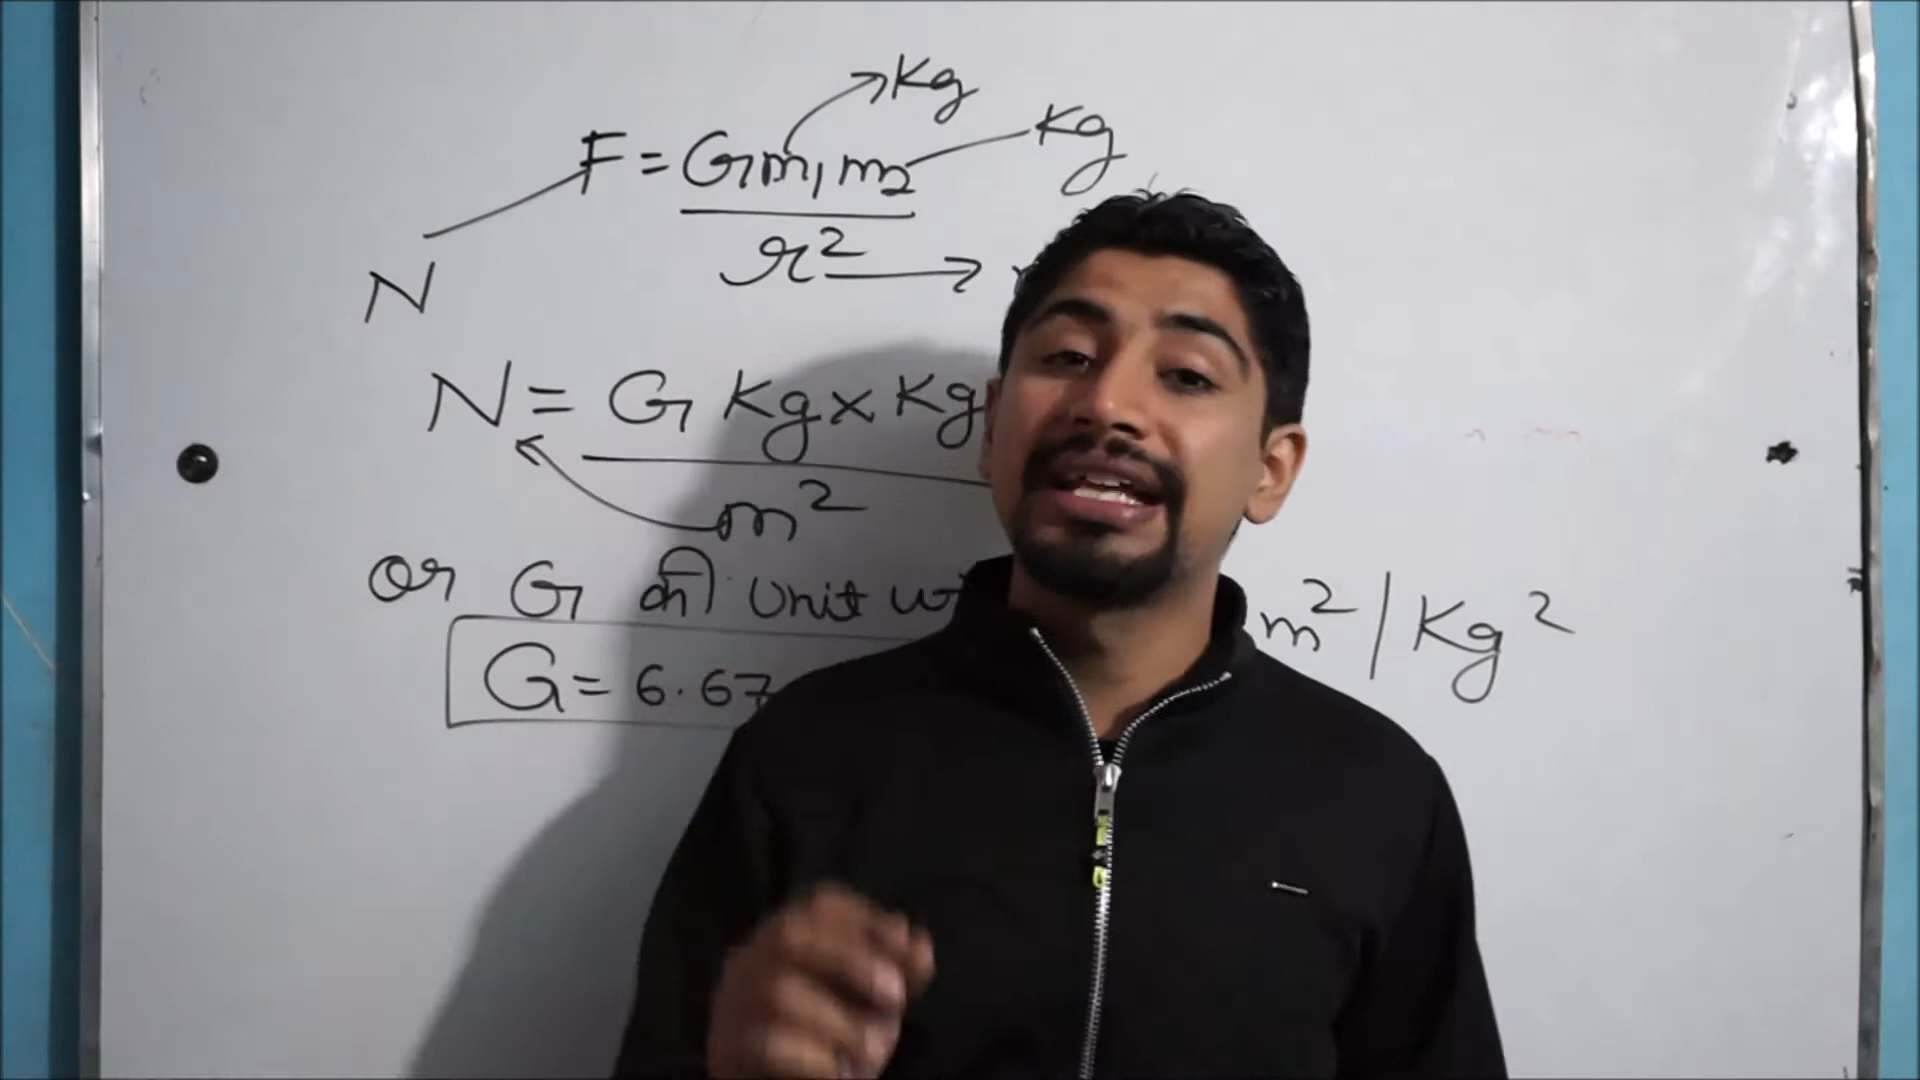 Kg
F = Gm1m2 Kg
r²
N
N = G Kg x Kg
m²
or G की Unit m² | Kg²
G = 6.67